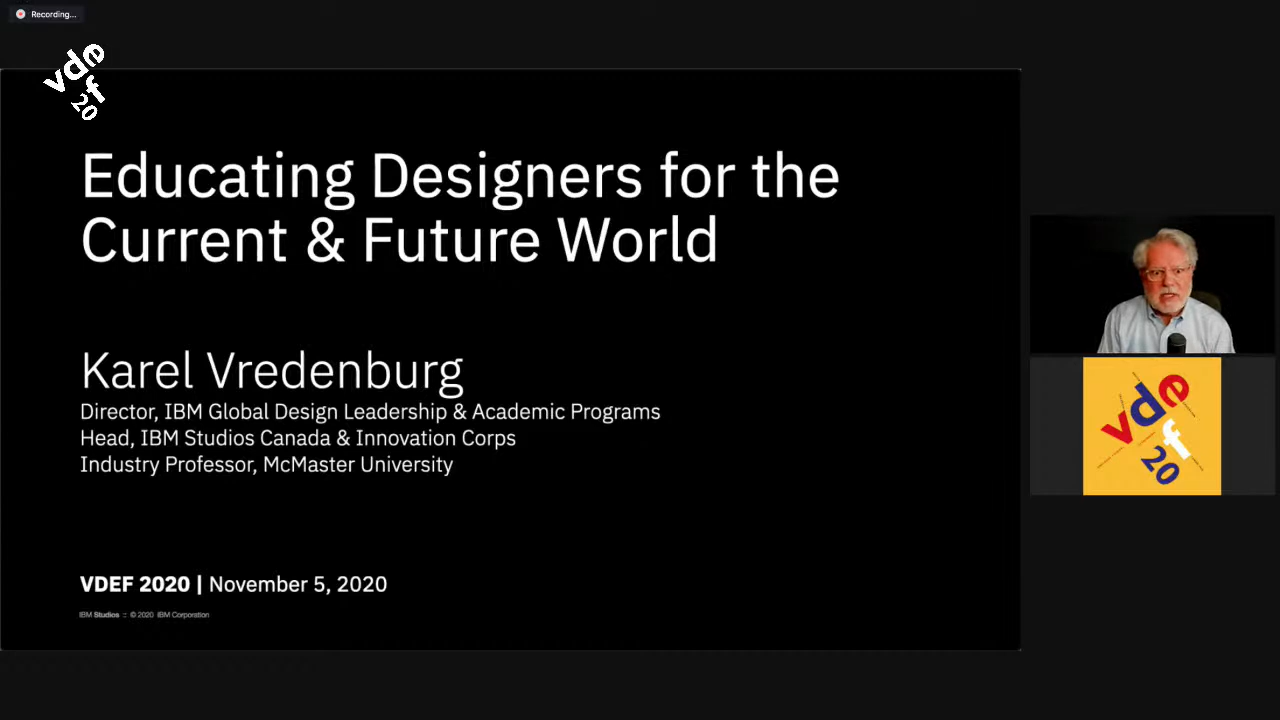 Recording...
vdef
20
Educating Designers for the
Current & Future World
Karel Vredenburg
Director, IBM Global Design Leadership & Academic Programs
Head, IBM Studios Canada & Innovation Corps
Industry Professor, McMaster University
VDEF 2020 | November 5, 2020
IBM Studios :: © 2020 IBM Corporation
vdef
20